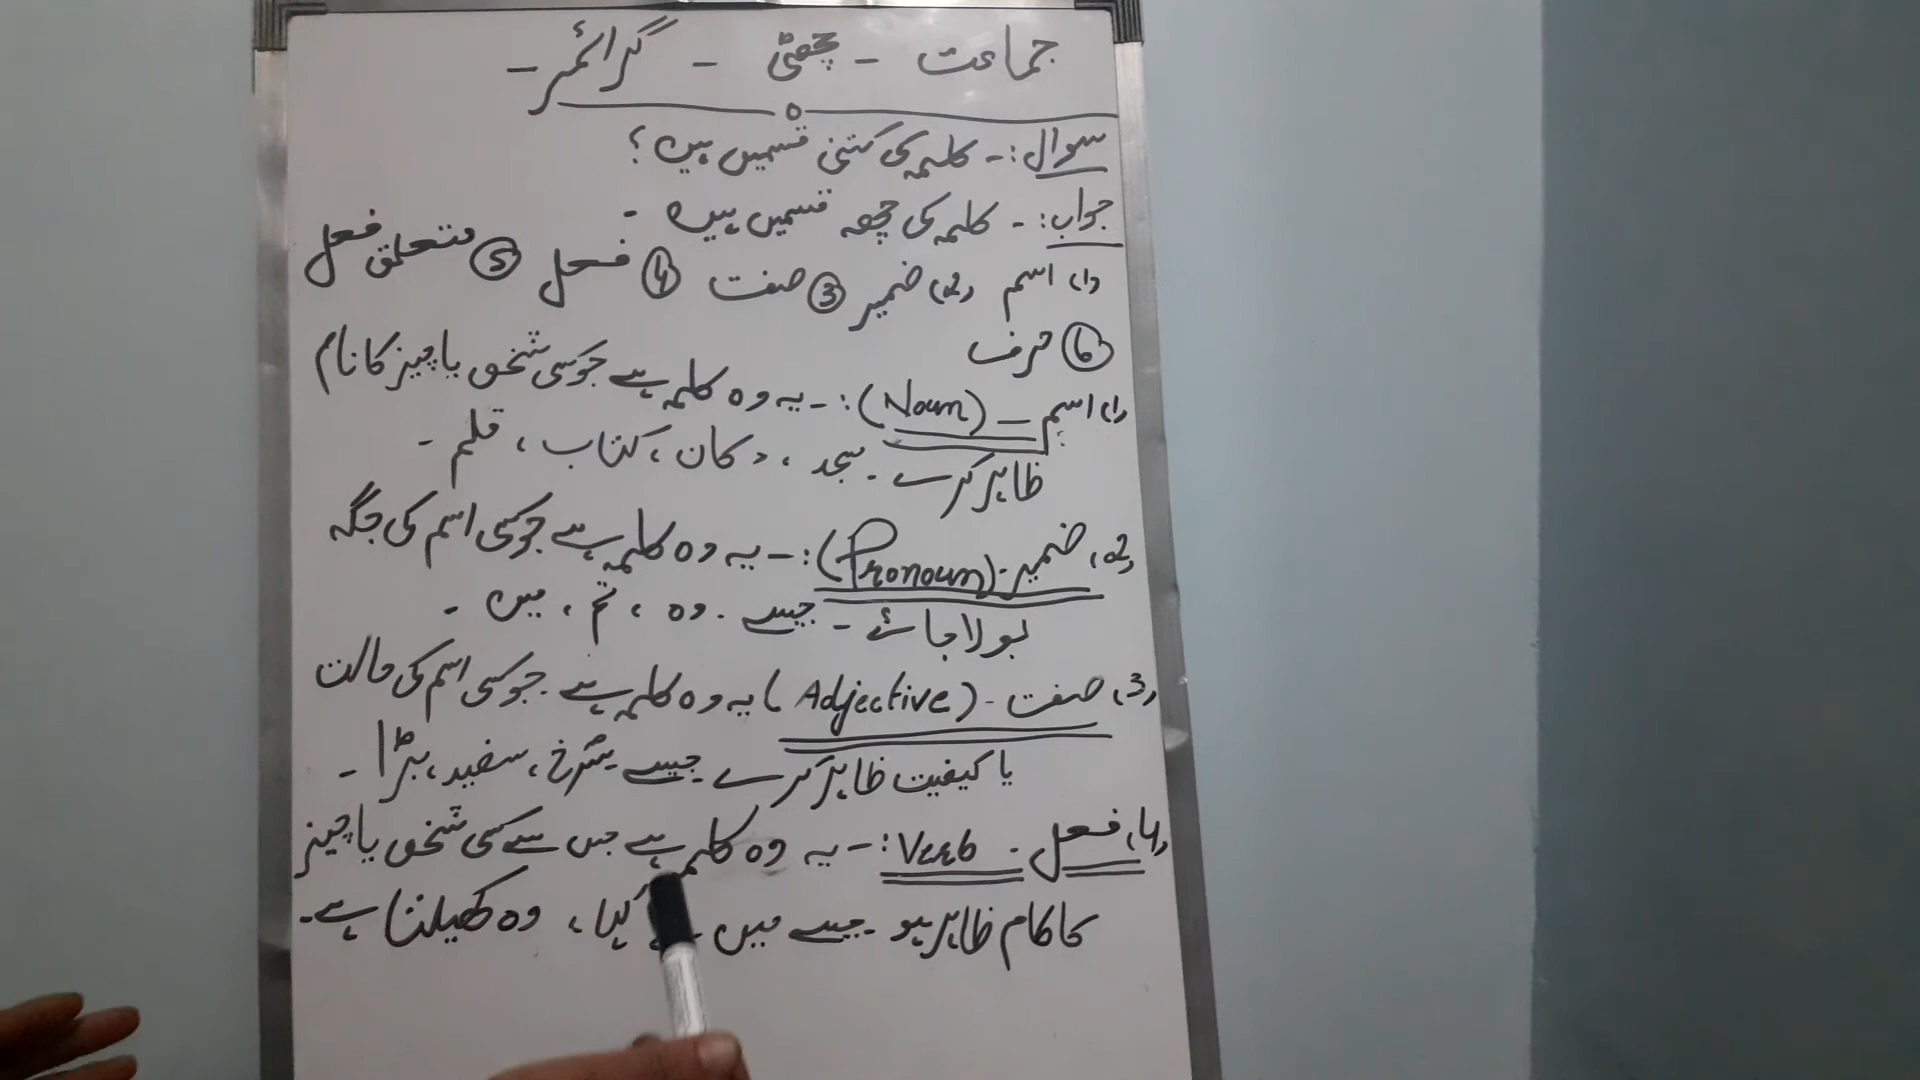 جماعت - چھٹی - گرائمر -
سوال :- کلمہ کی کتنی قسمیں ہیں ؟
جواب :- کلمہ کی چھ قسمیں ہیں -
(1) اسم (2) ضمیر (3) صفت (4) فعل (5) متعلق فعل
(6) حرف
(1) اسم - (Noun) :- یہ وہ کلمہ ہے جو کسی شخص یا چیز کا نام
ظاہر کرے - مسجد ، دکان ، کتاب ، قلم -
(2) ضمیر - (Pronoun) :- یہ وہ کلمہ ہے جو کسی اسم کی جگہ
بولا جائے - جیسے - وہ ، تم ، میں -
(3) صفت - (Adjective) یہ وہ کلمہ ہے جو کسی اسم کی حالت
یا کیفیت ظاہر کرے جیسے سُرخ ، سفید ، بڑا -
(4) فعل - Verb :- یہ وہ کلمہ ہے جس سے کسی شخص یا چیز
کا کام ظاہر ہو - جیسے میں کہا ، وہ کھیلتا ہے -